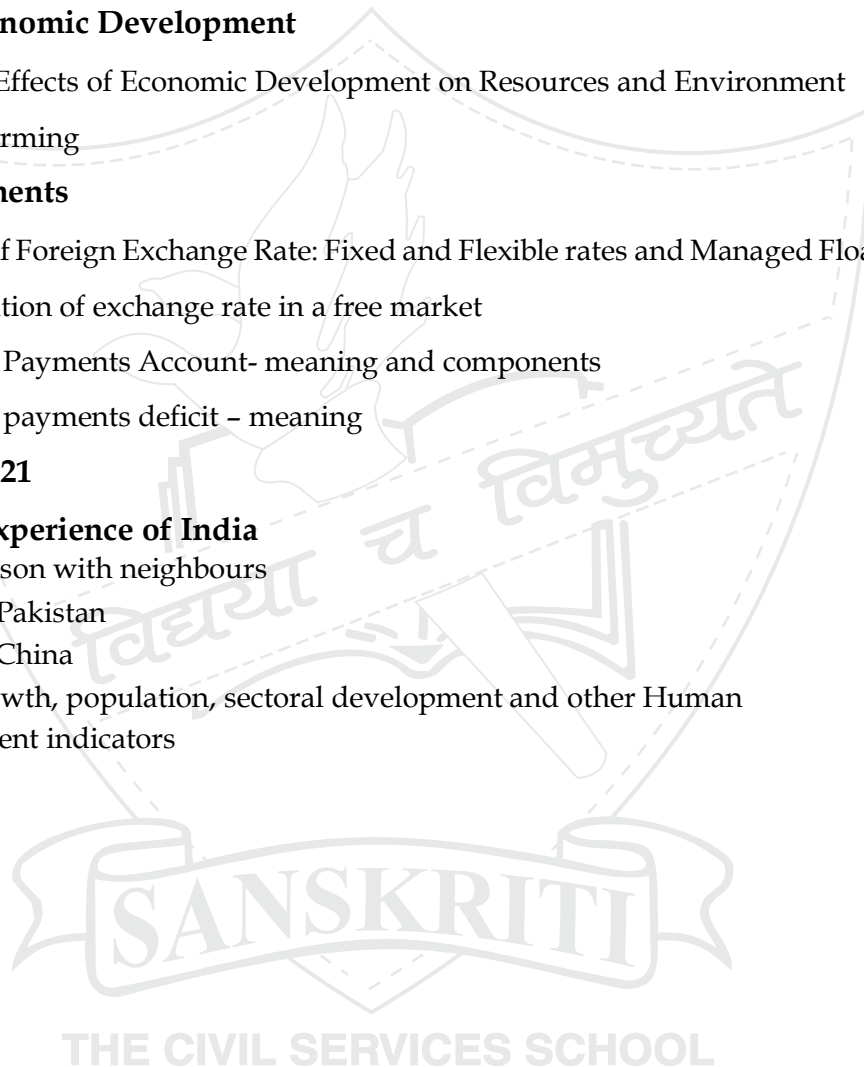 nomic Development
Effects of Economic Development on Resources and Environment
rming
nents
f Foreign Exchange Rate: Fixed and Flexible rates and Managed Floa
tion of exchange rate in a free market
Payments Account- meaning and components
payments deficit – meaning
21
xperience of India
son with neighbours
Pakistan
China
wth, population, sectoral development and other Human
ent indicators
विद्यया च विमुच्यते
SANSKRITI
THE CIVIL SERVICES SCHOOL